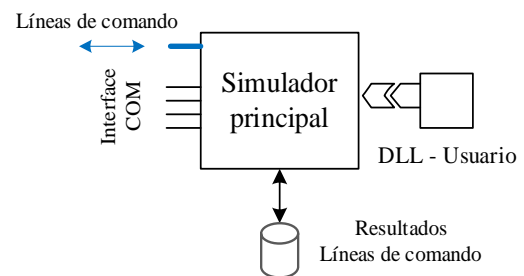 Líneas de comando
Interface
COM
Simulador
principal
DLL - Usuario
Resultados
Líneas de comando